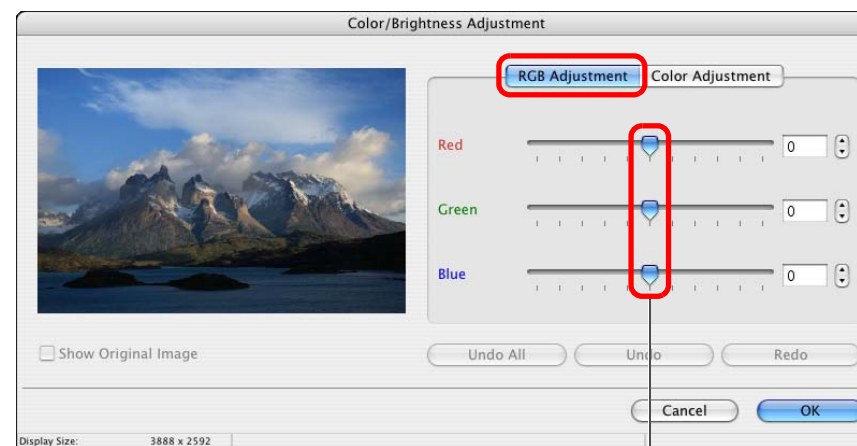 Color/Brightness Adjustment
RGB Adjustment Color Adjustment
Red 0
Green 0
Blue 0
Show Original Image Undo All Undo Redo
Cancel OK
Display Size: 3888 x 2592